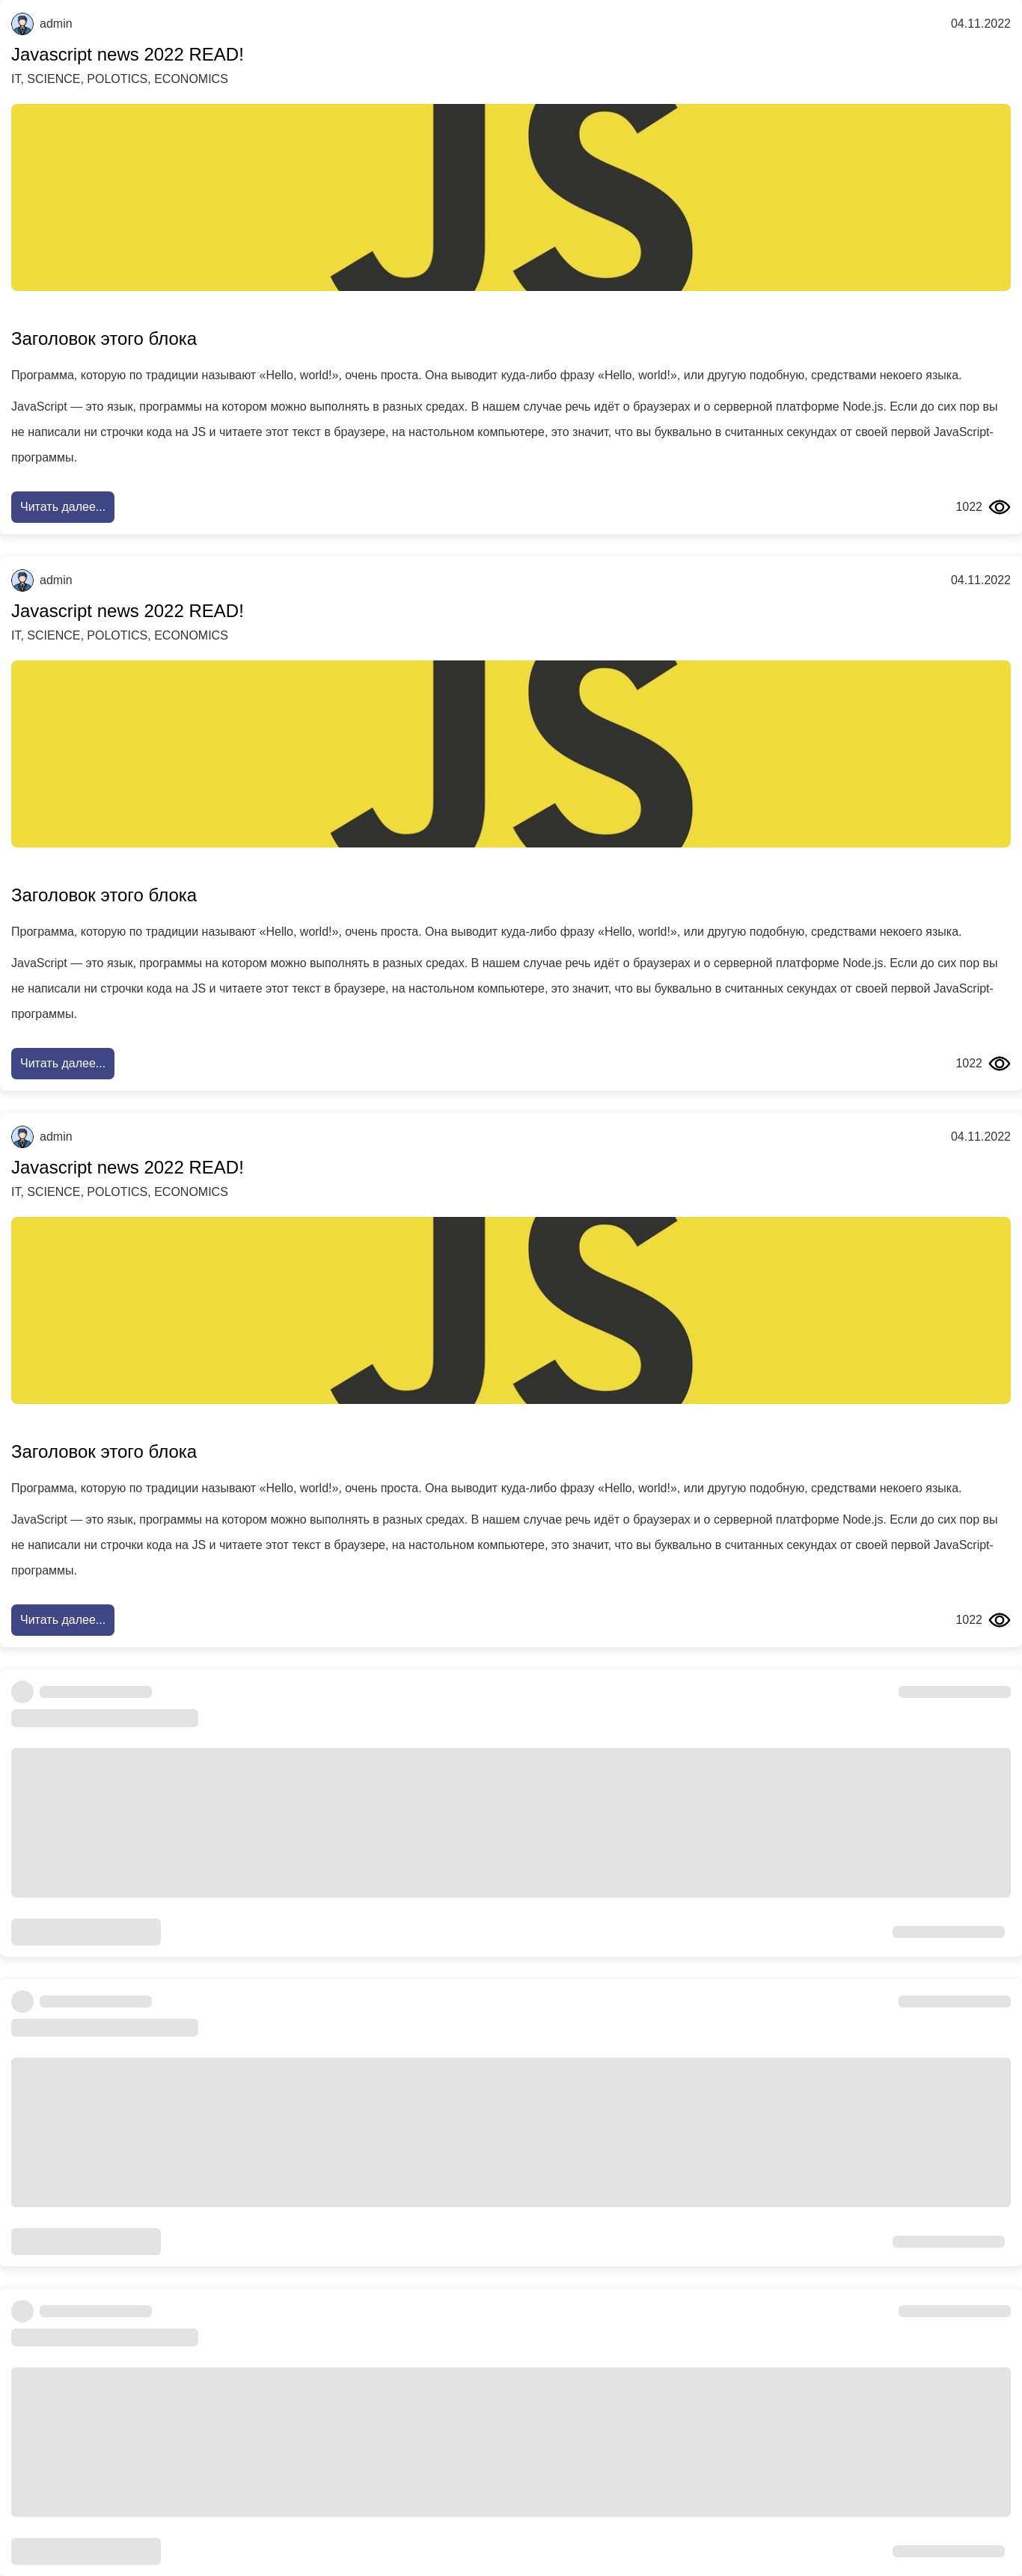 admin 04.11.2022
Javascript news 2022 READ!
IT, SCIENCE, POLOTICS, ECONOMICS
JS
Заголовок этого блока
Программа, которую по традиции называют «Hello, world!», очень проста. Она выводит куда-либо фразу «Hello, world!», или другую подобную, средствами некоего языка.
JavaScript — это язык, программы на котором можно выполнять в разных средах. В нашем случае речь идёт о браузерах и о серверной платформе Node.js. Если до сих пор вы
не написали ни строчки кода на JS и читаете этот текст в браузере, на настольном компьютере, это значит, что вы буквально в считанных секундах от своей первой JavaScript-
программы.
Читать далее... 1022
admin 04.11.2022
Javascript news 2022 READ!
IT, SCIENCE, POLOTICS, ECONOMICS
JS
Заголовок этого блока
Программа, которую по традиции называют «Hello, world!», очень проста. Она выводит куда-либо фразу «Hello, world!», или другую подобную, средствами некоего языка.
JavaScript — это язык, программы на котором можно выполнять в разных средах. В нашем случае речь идёт о браузерах и о серверной платформе Node.js. Если до сих пор вы
не написали ни строчки кода на JS и читаете этот текст в браузере, на настольном компьютере, это значит, что вы буквально в считанных секундах от своей первой JavaScript-
программы.
Читать далее... 1022
admin 04.11.2022
Javascript news 2022 READ!
IT, SCIENCE, POLOTICS, ECONOMICS
JS
Заголовок этого блока
Программа, которую по традиции называют «Hello, world!», очень проста. Она выводит куда-либо фразу «Hello, world!», или другую подобную, средствами некоего языка.
JavaScript — это язык, программы на котором можно выполнять в разных средах. В нашем случае речь идёт о браузерах и о серверной платформе Node.js. Если до сих пор вы
не написали ни строчки кода на JS и читаете этот текст в браузере, на настольном компьютере, это значит, что вы буквально в считанных секундах от своей первой JavaScript-
программы.
Читать далее... 1022